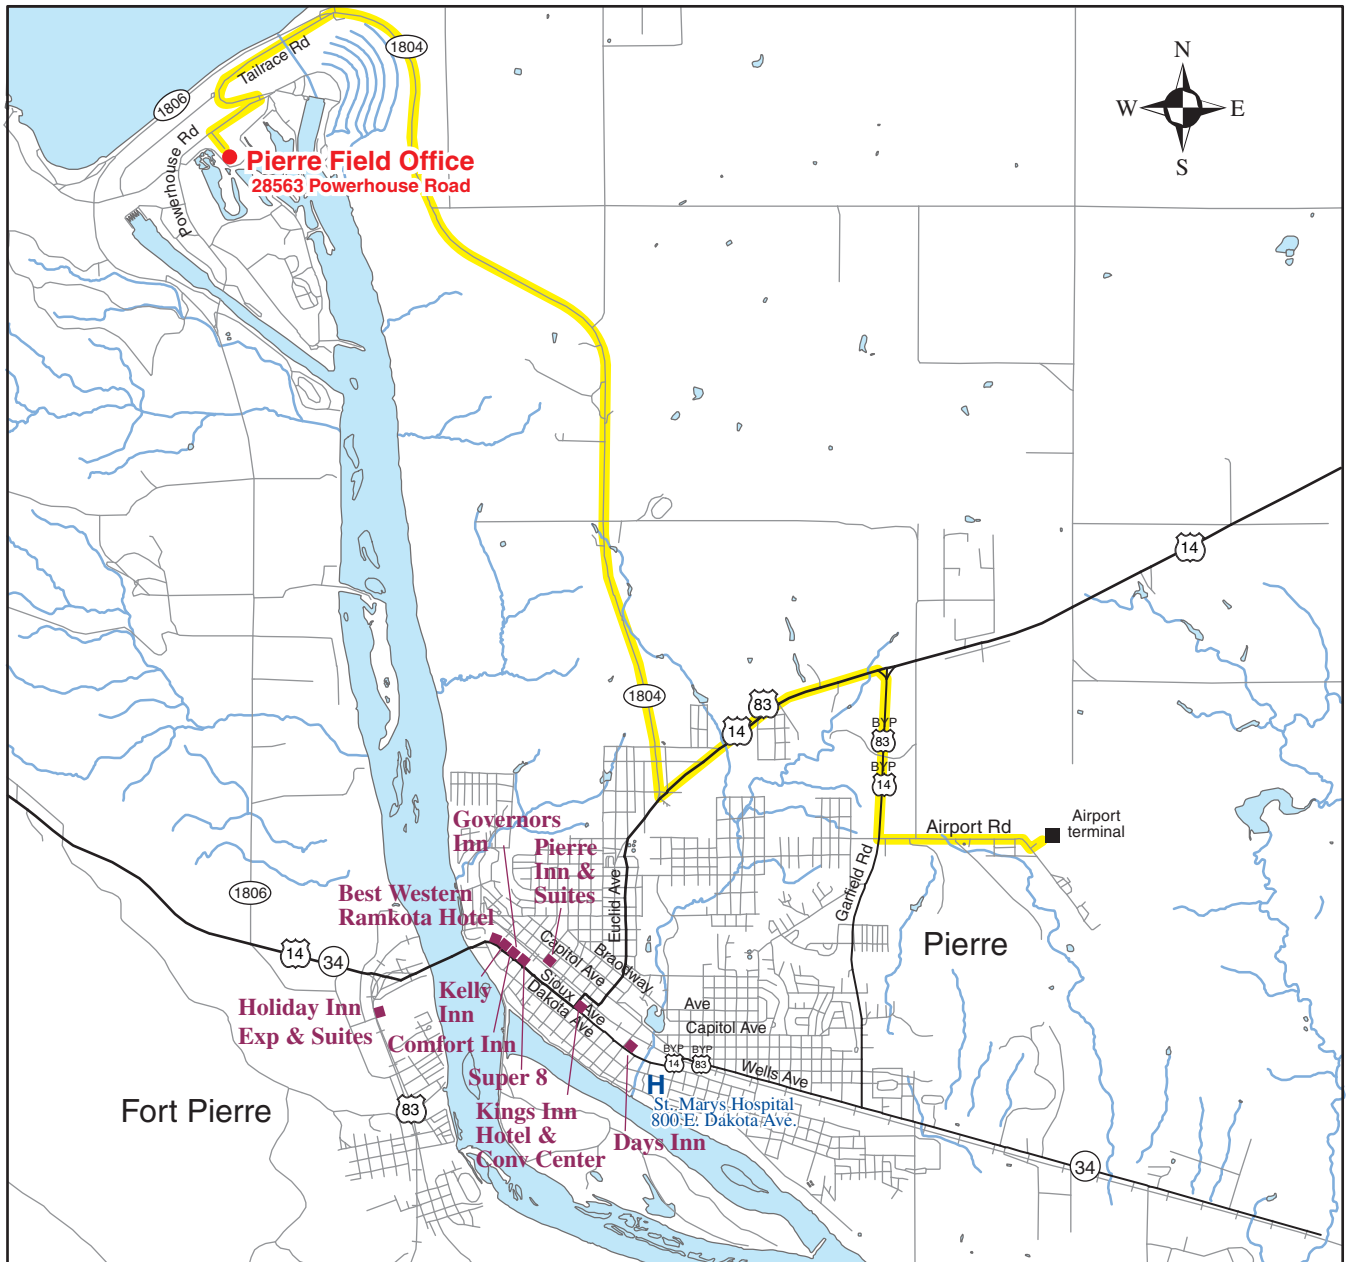 Tailrace Rd
1804
1806
Powerhouse Rd
Pierre Field Office
28563 Powerhouse Road
N
W
E
S
14
1804
83
14
BYP
83
BYP
14
Airport Rd
Airport
terminal
Garfield Rd
Euclid Ave
Governors
Inn
Pierre
Inn &
Suites
Best Western
Ramkota Hotel
1806
14
34
Capitol Ave
Broadway
Ave
Sioux Ave
Dakota Ave
Capitol Ave
Pierre
Holiday Inn
Exp & Suites
Kelly
Inn
Comfort Inn
Super 8
Kings Inn
Hotel &
Conv Center
Days Inn
BYP
14
BYP
83
Wells Ave
H
St. Marys Hospital
800 E. Dakota Ave.
Fort Pierre
83
34